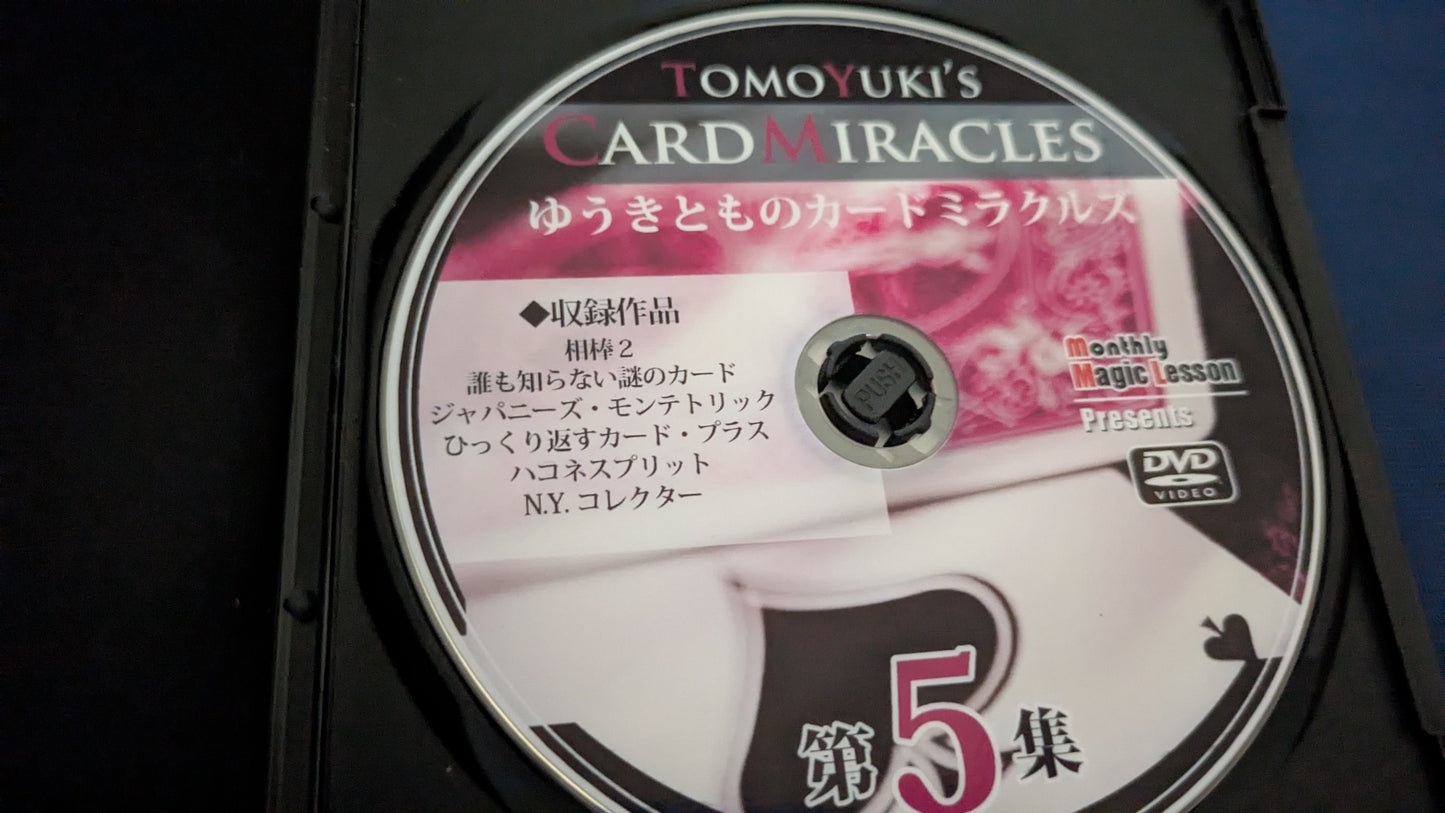 TOMOYUKI'S
CARD MIRACLES
ゆうきとものカードミラクルズ
◆収録作品
相棒２
誰も知らない謎のカード
ジャパニーズ・モンテトリック
ひっくり返すカード・プラス
ハコネスプリット
N.Y. コレクター
PUSH
Monthly
Magic Lesson
Presents
DVD
VIDEO
第5集